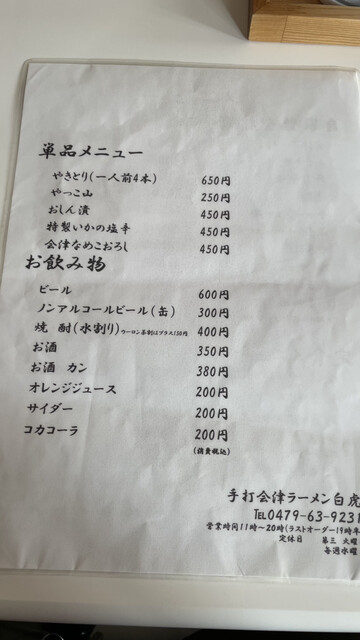 単品メニュー
やきとり(一人前4本) 650円
やっこ山 250円
おしん漬 450円
特製いかの塩辛 450円
会津なめこおろし 450円
お飲み物
ビール 600円
ノンアルコールビール(缶) 300円
焼 酎(水割り)ウーロン茶割はプラス150円 400円
お酒 350円
お酒 カン 380円
オレンジジュース 200円
サイダー 200円
コカコーラ 200円
(消費税込)
手打会津ラーメン白虎
TEL0479-63-9231
営業時間11時~20時(ラストオーダー19時半
定休日 第三 火曜
毎週水曜